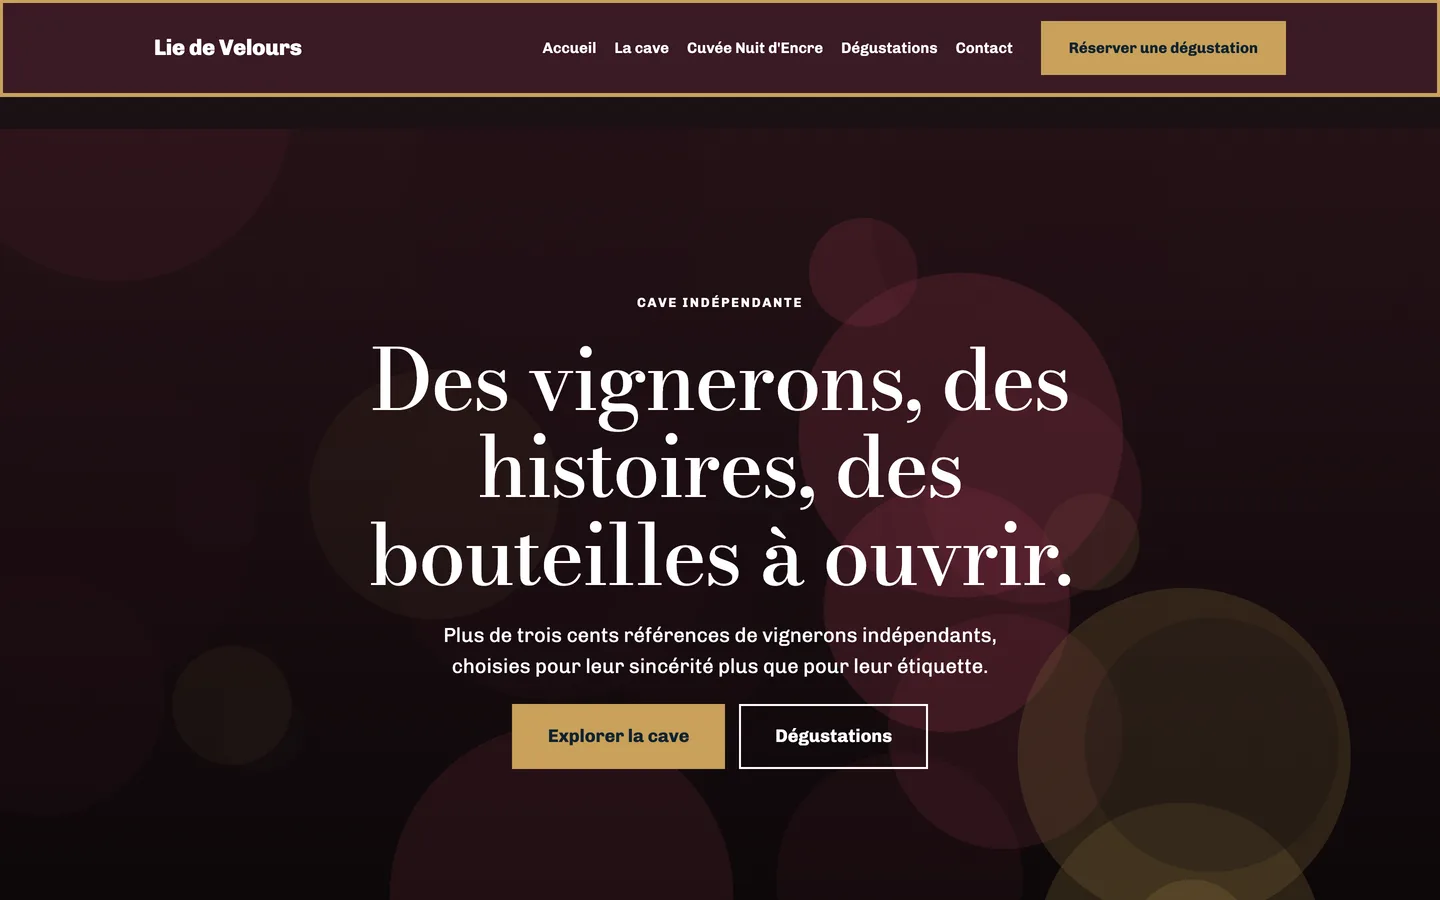 Lie de Velours
Accueil La cave Cuvée Nuit d'Encre Dégustations Contact Réserver une dégustation
CAVE INDÉPENDANTE
Des vignerons, des
histoires, des
bouteilles à ouvrir.
Plus de trois cents références de vignerons indépendants,
choisies pour leur sincérité plus que pour leur étiquette.
Explorer la cave Dégustations